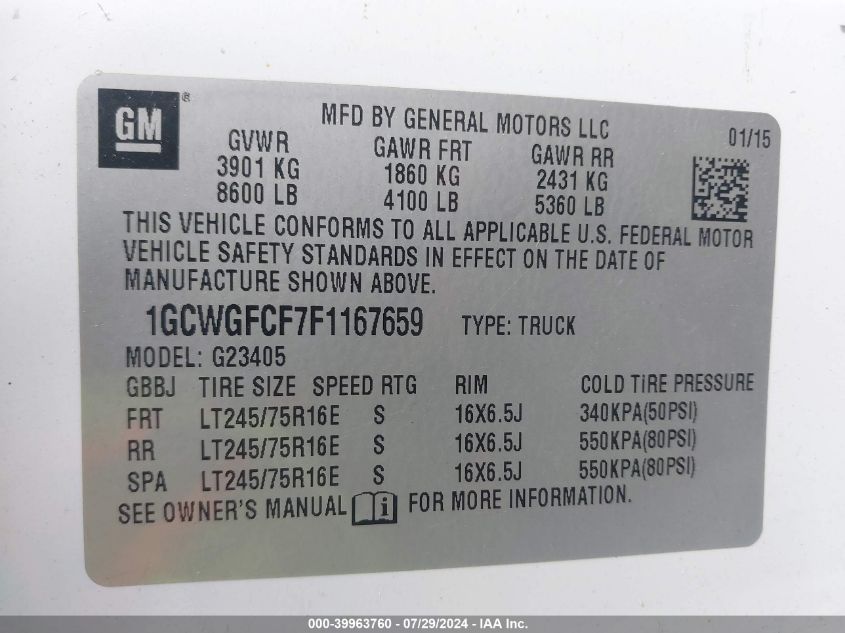 GM ®
MFD BY GENERAL MOTORS LLC 01/15
GVWR GAWR FRT GAWR RR
3901 KG 1860 KG 2431 KG
8600 LB 4100 LB 5360 LB
THIS VEHICLE CONFORMS TO ALL APPLICABLE U.S. FEDERAL MOTOR
VEHICLE SAFETY STANDARDS IN EFFECT ON THE DATE OF
MANUFACTURE SHOWN ABOVE.
1GCWGFCF7F1167659 TYPE: TRUCK
MODEL: G23405
GBBJ TIRE SIZE SPEED RTG RIM COLD TIRE PRESSURE
FRT LT245/75R16E S 16X6.5J 340KPA(50PSI)
RR LT245/75R16E S 16X6.5J 550KPA(80PSI)
SPA LT245/75R16E S 16X6.5J 550KPA(80PSI)
SEE OWNER'S MANUAL i FOR MORE INFORMATION.
000-39963760 - 07/29/2024 - IAA Inc.